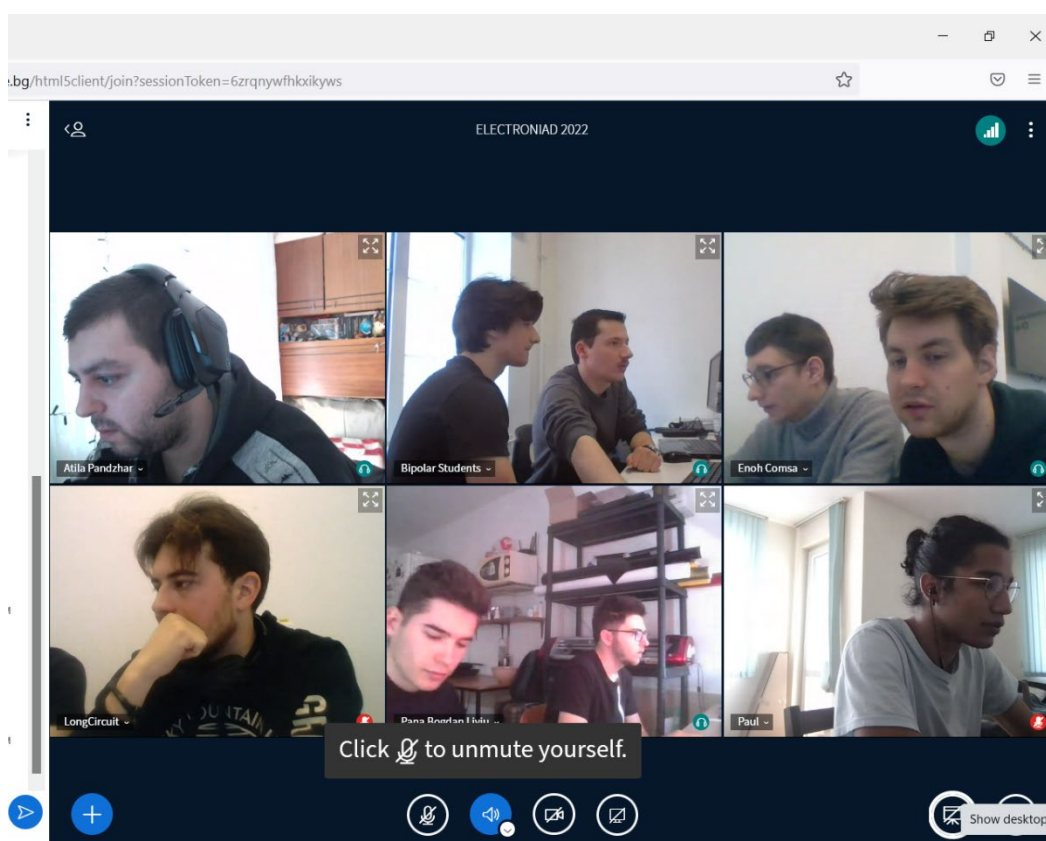 .bg/html5client/join?sessionToken=6zrqnywfhkxikyws
ELECTRONIAD 2022
Atila Pandzhar
Bipolar Students
Enoh Comsa
LongCircuit
Papa Bogdan Liviu
Paul
Click to unmute yourself.
Show desktop